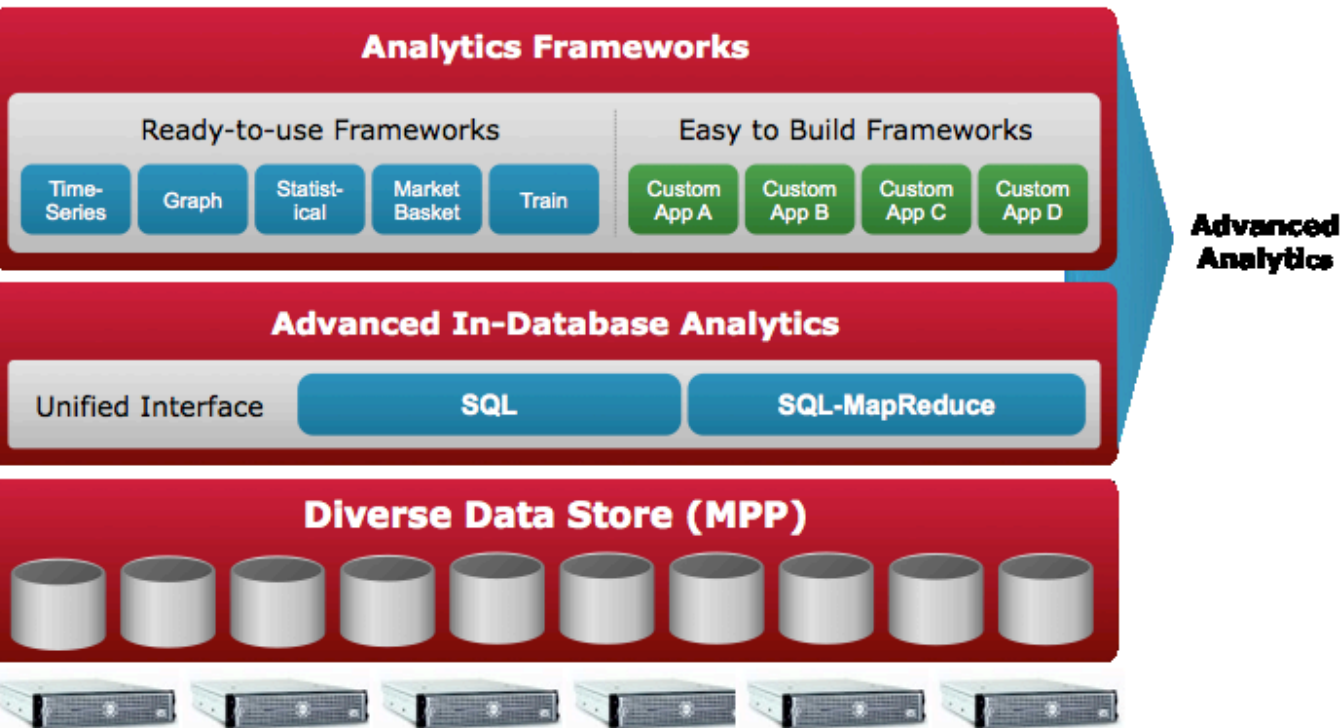 Analytics Frameworks
Ready-to-use Frameworks
Easy to Build Frameworks
Time-
Series
Graph
Statist-
ical
Market
Basket
Train
Custom
App A
Custom
App B
Custom
App C
Custom
App D
Advanced
Analytics
Advanced In-Database Analytics
Unified Interface
SQL
SQL-MapReduce
Diverse Data Store (MPP)